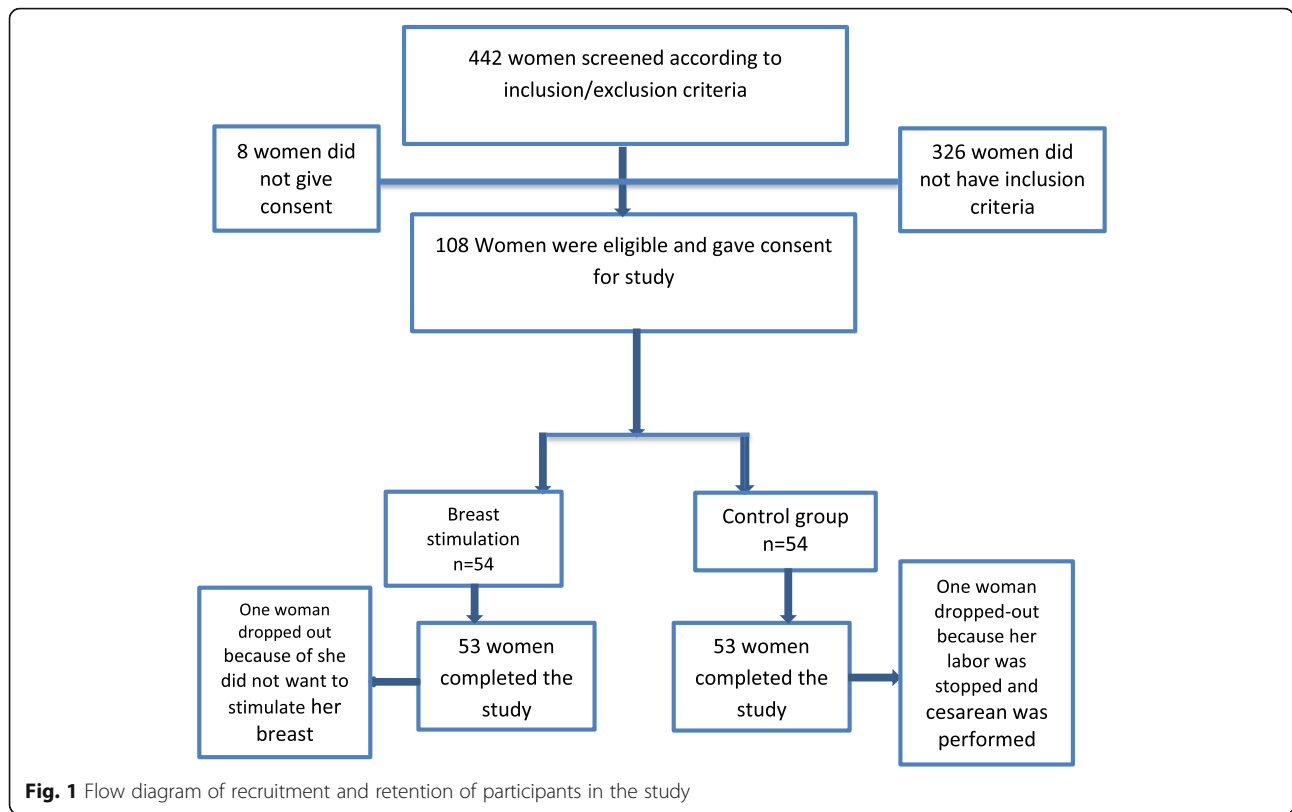 442 women screened according to
inclusion/exclusion criteria
8 women did
not give
consent
326 women did
not have inclusion
criteria
108 Women were eligible and gave consent
for study
Breast
stimulation
n=54
Control group
n=54
One woman
dropped out
because of she
did not want to
stimulate her
breast
53 women
completed the
study
53 women
completed the
study
One woman
dropped-out
because her
labor was
stopped and
cesarean was
performed
Fig. 1 Flow diagram of recruitment and retention of participants in the study